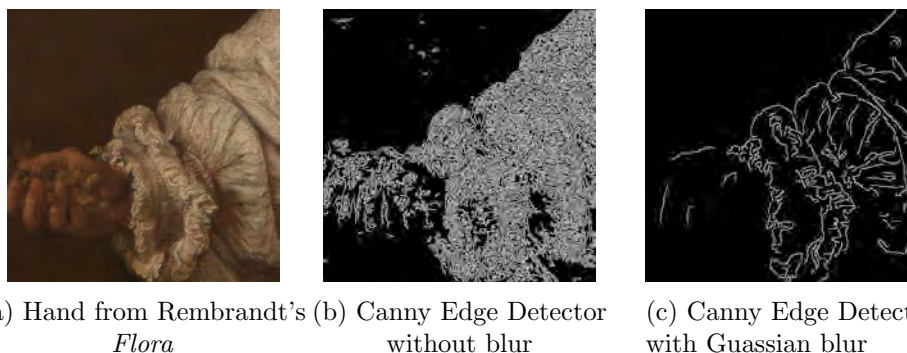 ) Hand from Rembrandt's
Flora
(b) Canny Edge Detector
without blur
(c) Canny Edge Detect
with Guassian blur